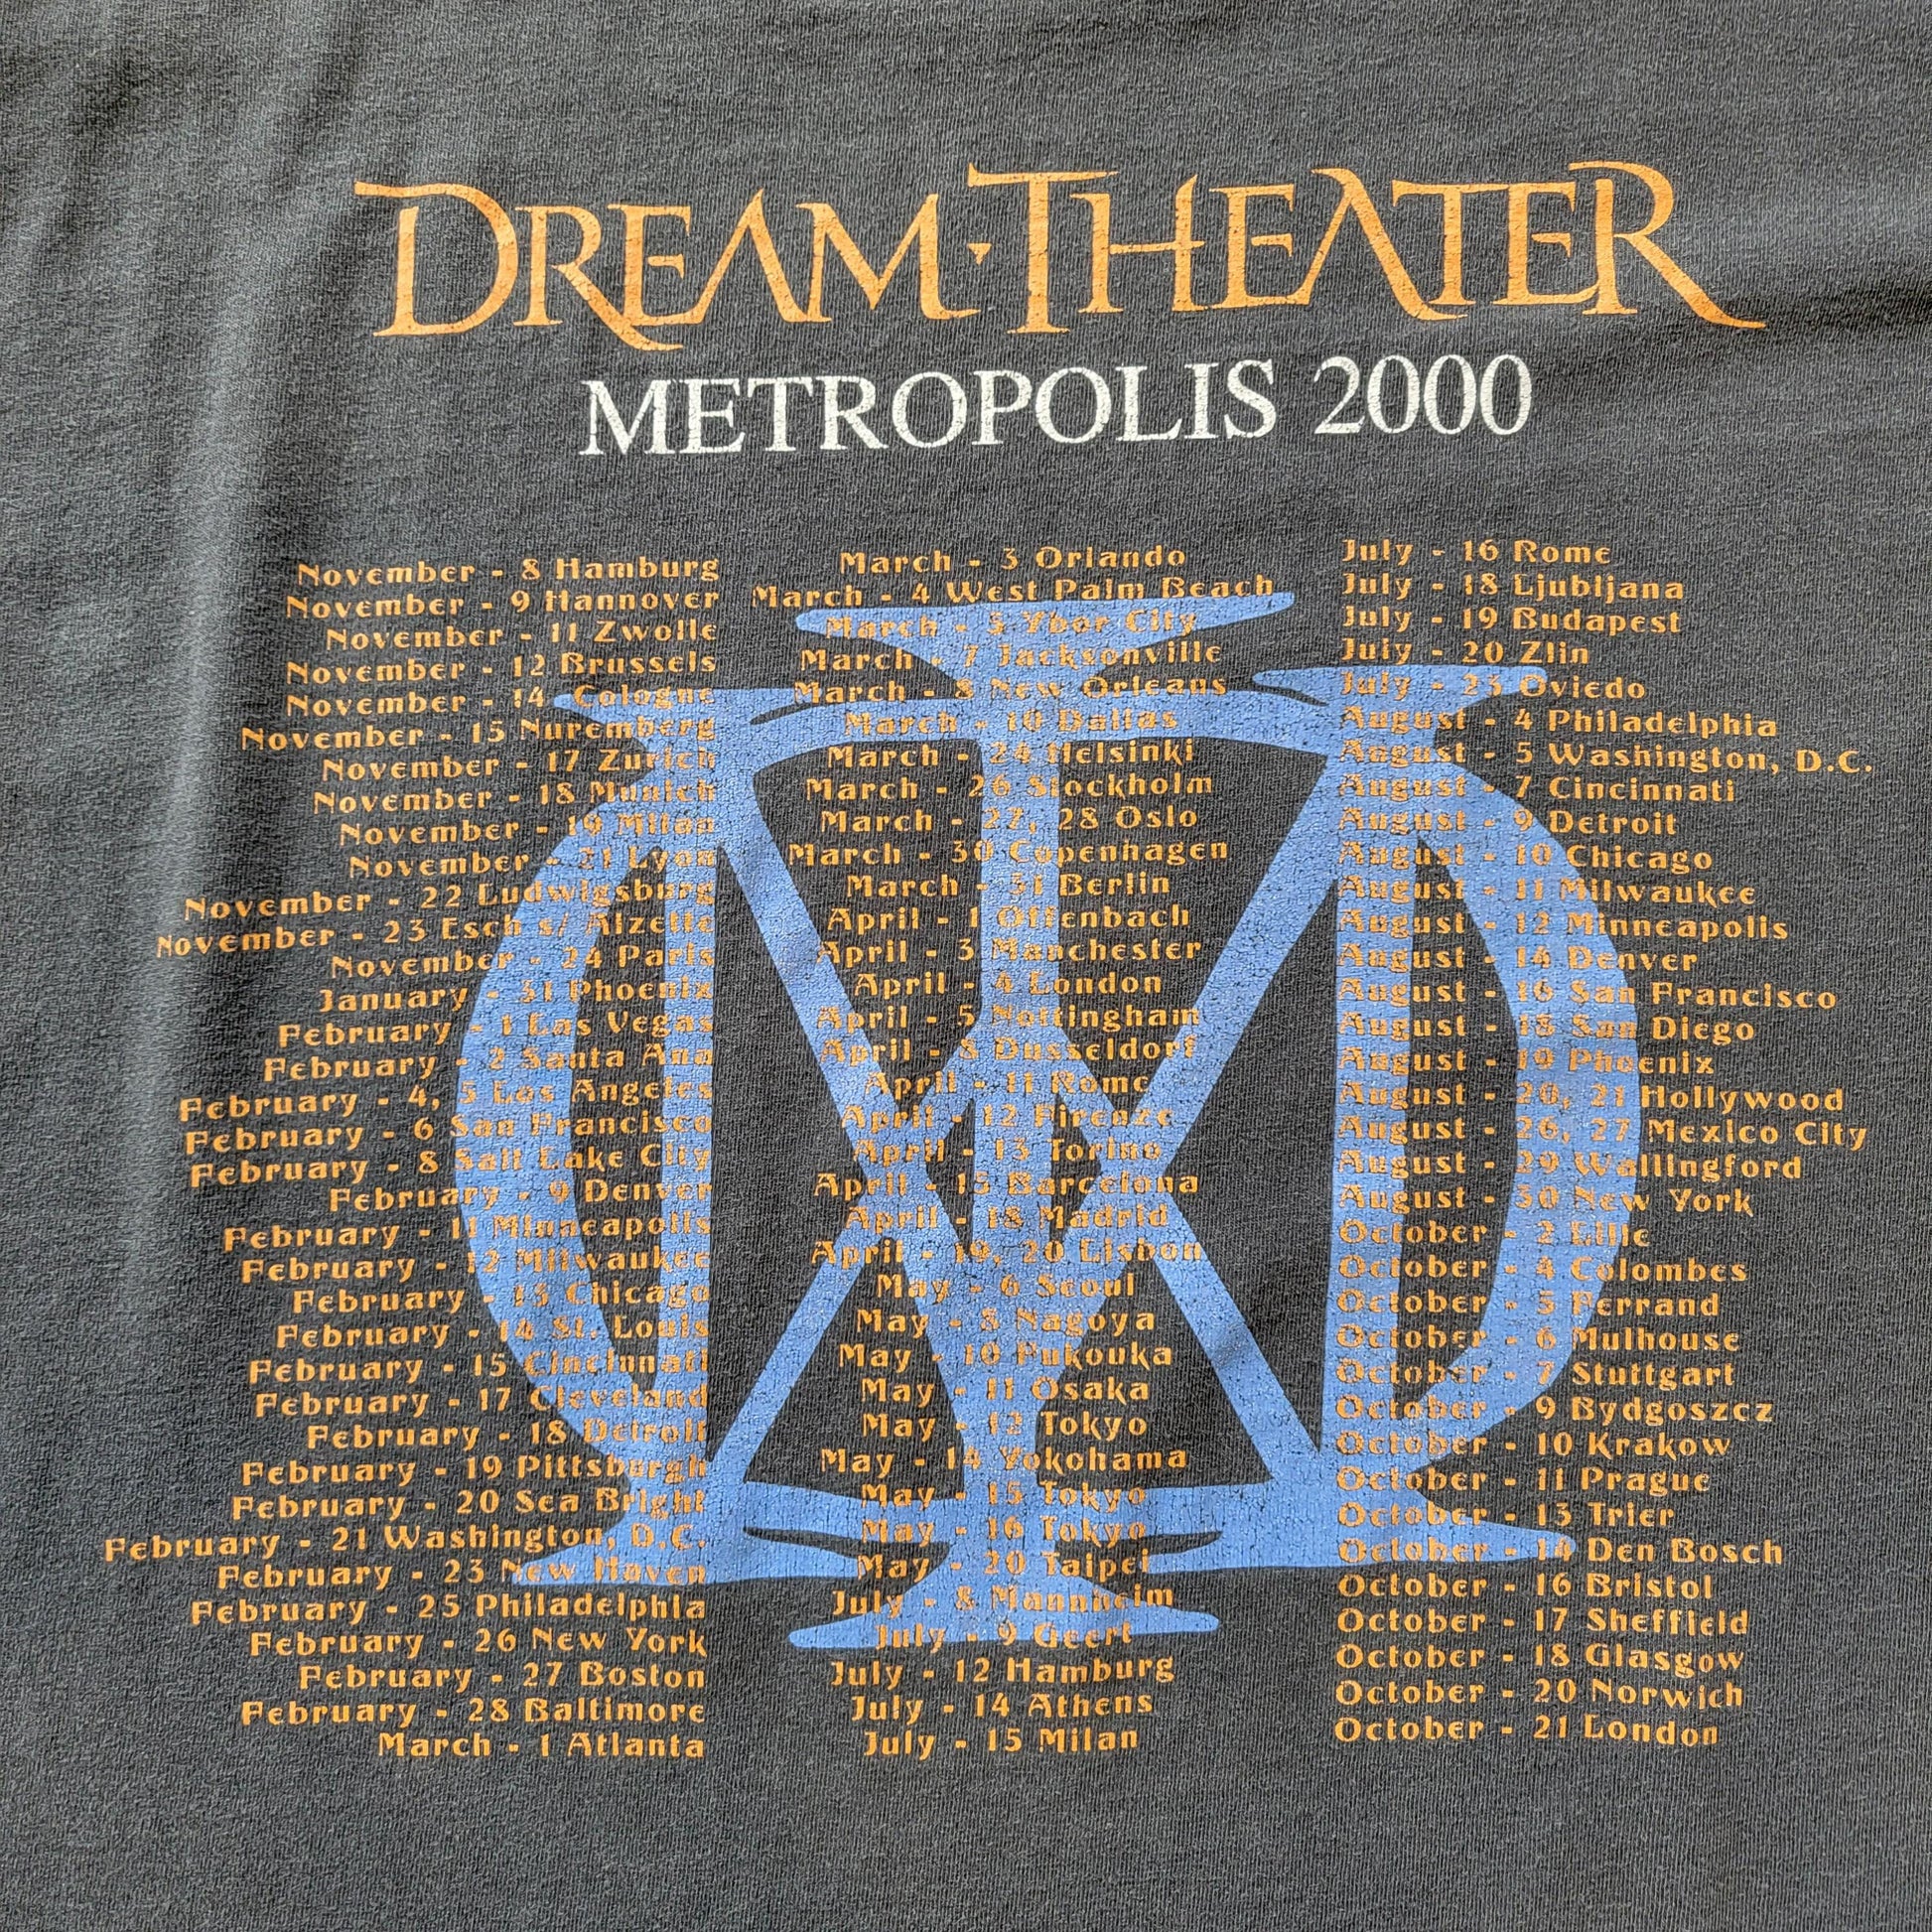 DREAM THEATER
METROPOLIS 2000
November - 8 Hamburg
November - 9 Hannover
November - 11 Zwolle
November - 12 Brussels
November - 14 Cologne
November - 15 Nuremberg
November - 17 Zurich
November - 18 Munich
November - 19 Milan
November - 21 Lyon
November - 22 Ludwigsburg
November - 23 Esch s/ Alzette
November - 24 Paris
January - 31 Phoenix
February - 1 Las Vegas
February - 2 Santa Ana
February - 4, 5 Los Angeles
February - 6 San Francisco
February - 8 Salt Lake City
February - 9 Denver
February - 11 Minneapolis
February - 12 Milwaukee
February - 13 Chicago
February - 14 St. Louis
February - 15 Cincinnati
February - 17 Cleveland
February - 18 Detroit
February - 19 Pittsburgh
February - 20 Sea Bright
February - 21 Washington, D.C.
February - 23 New Haven
February - 25 Philadelphia
February - 26 New York
February - 27 Boston
February - 28 Baltimore
March - 1 Atlanta
March - 3 Orlando
March - 4 West Palm Beach
March - 5 Ybor City
March - 7 Jacksonville
March - 8 New Orleans
March - 10 Dallas
March - 24 Helsinki
March - 26 Stockholm
March - 27, 28 Oslo
March - 30 Copenhagen
March - 31 Berlin
April - 1 Offenbach
April - 3 Manchester
April - 4 London
April - 5 Nottingham
April - 8 Dusseldorf
April - 11 Rome
April - 12 Firenze
April - 13 Torino
April - 15 Barcelona
April - 18 Madrid
April - 19, 20 Lisbon
May - 6 Seoul
May - 8 Nagoya
May - 10 Fukouka
May - 11 Osaka
May - 12 Tokyo
May - 14 Yokohama
May - 15 Tokyo
May - 16 Tokyo
May - 20 Taipei
July - 8 Mannheim
July - 9 Geert
July - 12 Hamburg
July - 14 Athens
July - 15 Milan
July - 16 Rome
July - 18 Ljubljana
July - 19 Budapest
July - 20 Zlin
July - 23 Oviedo
August - 4 Philadelphia
August - 5 Washington, D.C.
August - 7 Cincinnati
August - 9 Detroit
August - 10 Chicago
August - 11 Milwaukee
August - 12 Minneapolis
August - 14 Denver
August - 16 San Francisco
August - 18 San Diego
August - 19 Phoenix
August - 20, 21 Hollywood
August - 26, 27 Mexico City
August - 29 Wallingford
August - 30 New York
October - 2 Lille
October - 4 Colombes
October - 5 Ferrand
October - 6 Mulhouse
October - 7 Stuttgart
October - 9 Bydgoszcz
October - 10 Krakow
October - 11 Prague
October - 13 Trier
October - 14 Den Bosch
October - 16 Bristol
October - 17 Sheffield
October - 18 Glasgow
October - 20 Norwich
October - 21 London